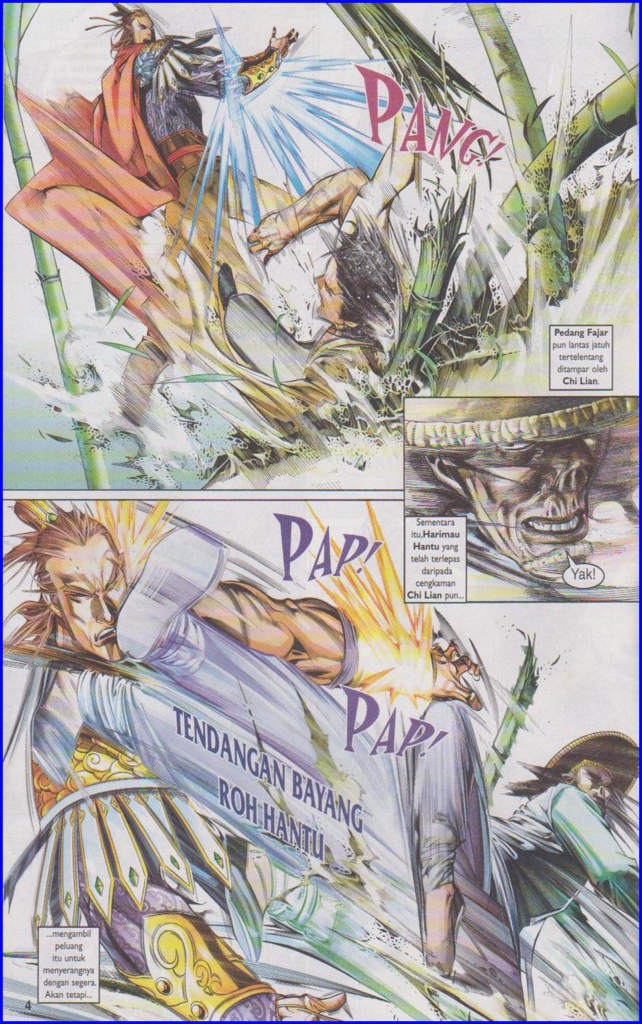 PANG!
Pedang Fajar
pun lantas jatuh
tertelentang
ditampar oleh
Chi Lian.
Sementara
itu,Harimau
Hantu yang
telah terlepas
daripada
cengkaman
Chi Lian pun...
Yak!
PAP!
PAP!
TENDANGAN BAYANG
ROH HANTU
...mengambil
peluang
itu untuk
menyerangnya
dengan segera.
Akan tetapi...
4